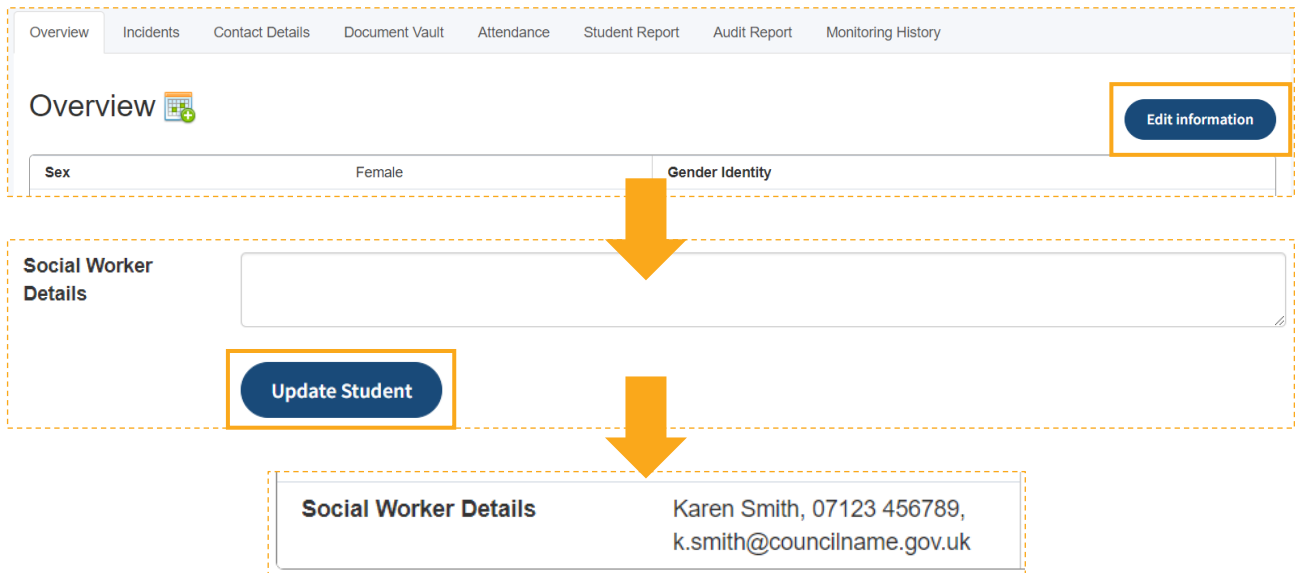 Overview Incidents Contact Details Document Vault Attendance Student Report Audit Report Monitoring History
Overview
Edit information
Sex Female Gender Identity
Social Worker
Details
Update Student
Social Worker Details Karen Smith, 07123 456789,
k.smith@councilname.gov.uk